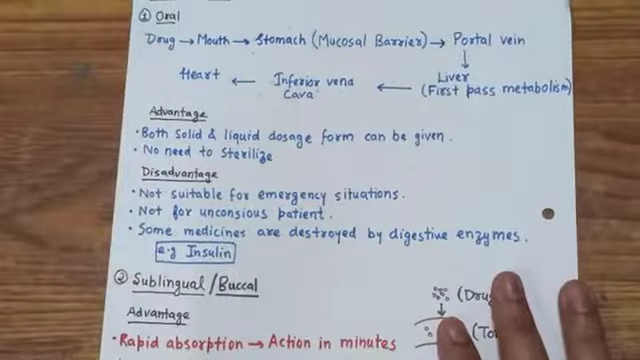 ① Oral
Drug → Mouth → Stomach (Mucosal Barrier) → Portal vein
↓
Heart ← Inferior vena Cava ← Liver (First pass metabolism)
Advantage
• Both solid & liquid dosage form can be given.
• No need to Sterilize
Disadvantage
• Not suitable for emergency situations.
• Not for unconsious patient.
• Some medicines are destroyed by digestive enzymes.
e.g Insulin
② Sublingual/Buccal
Advantage
• Rapid absorption → Action in minutes